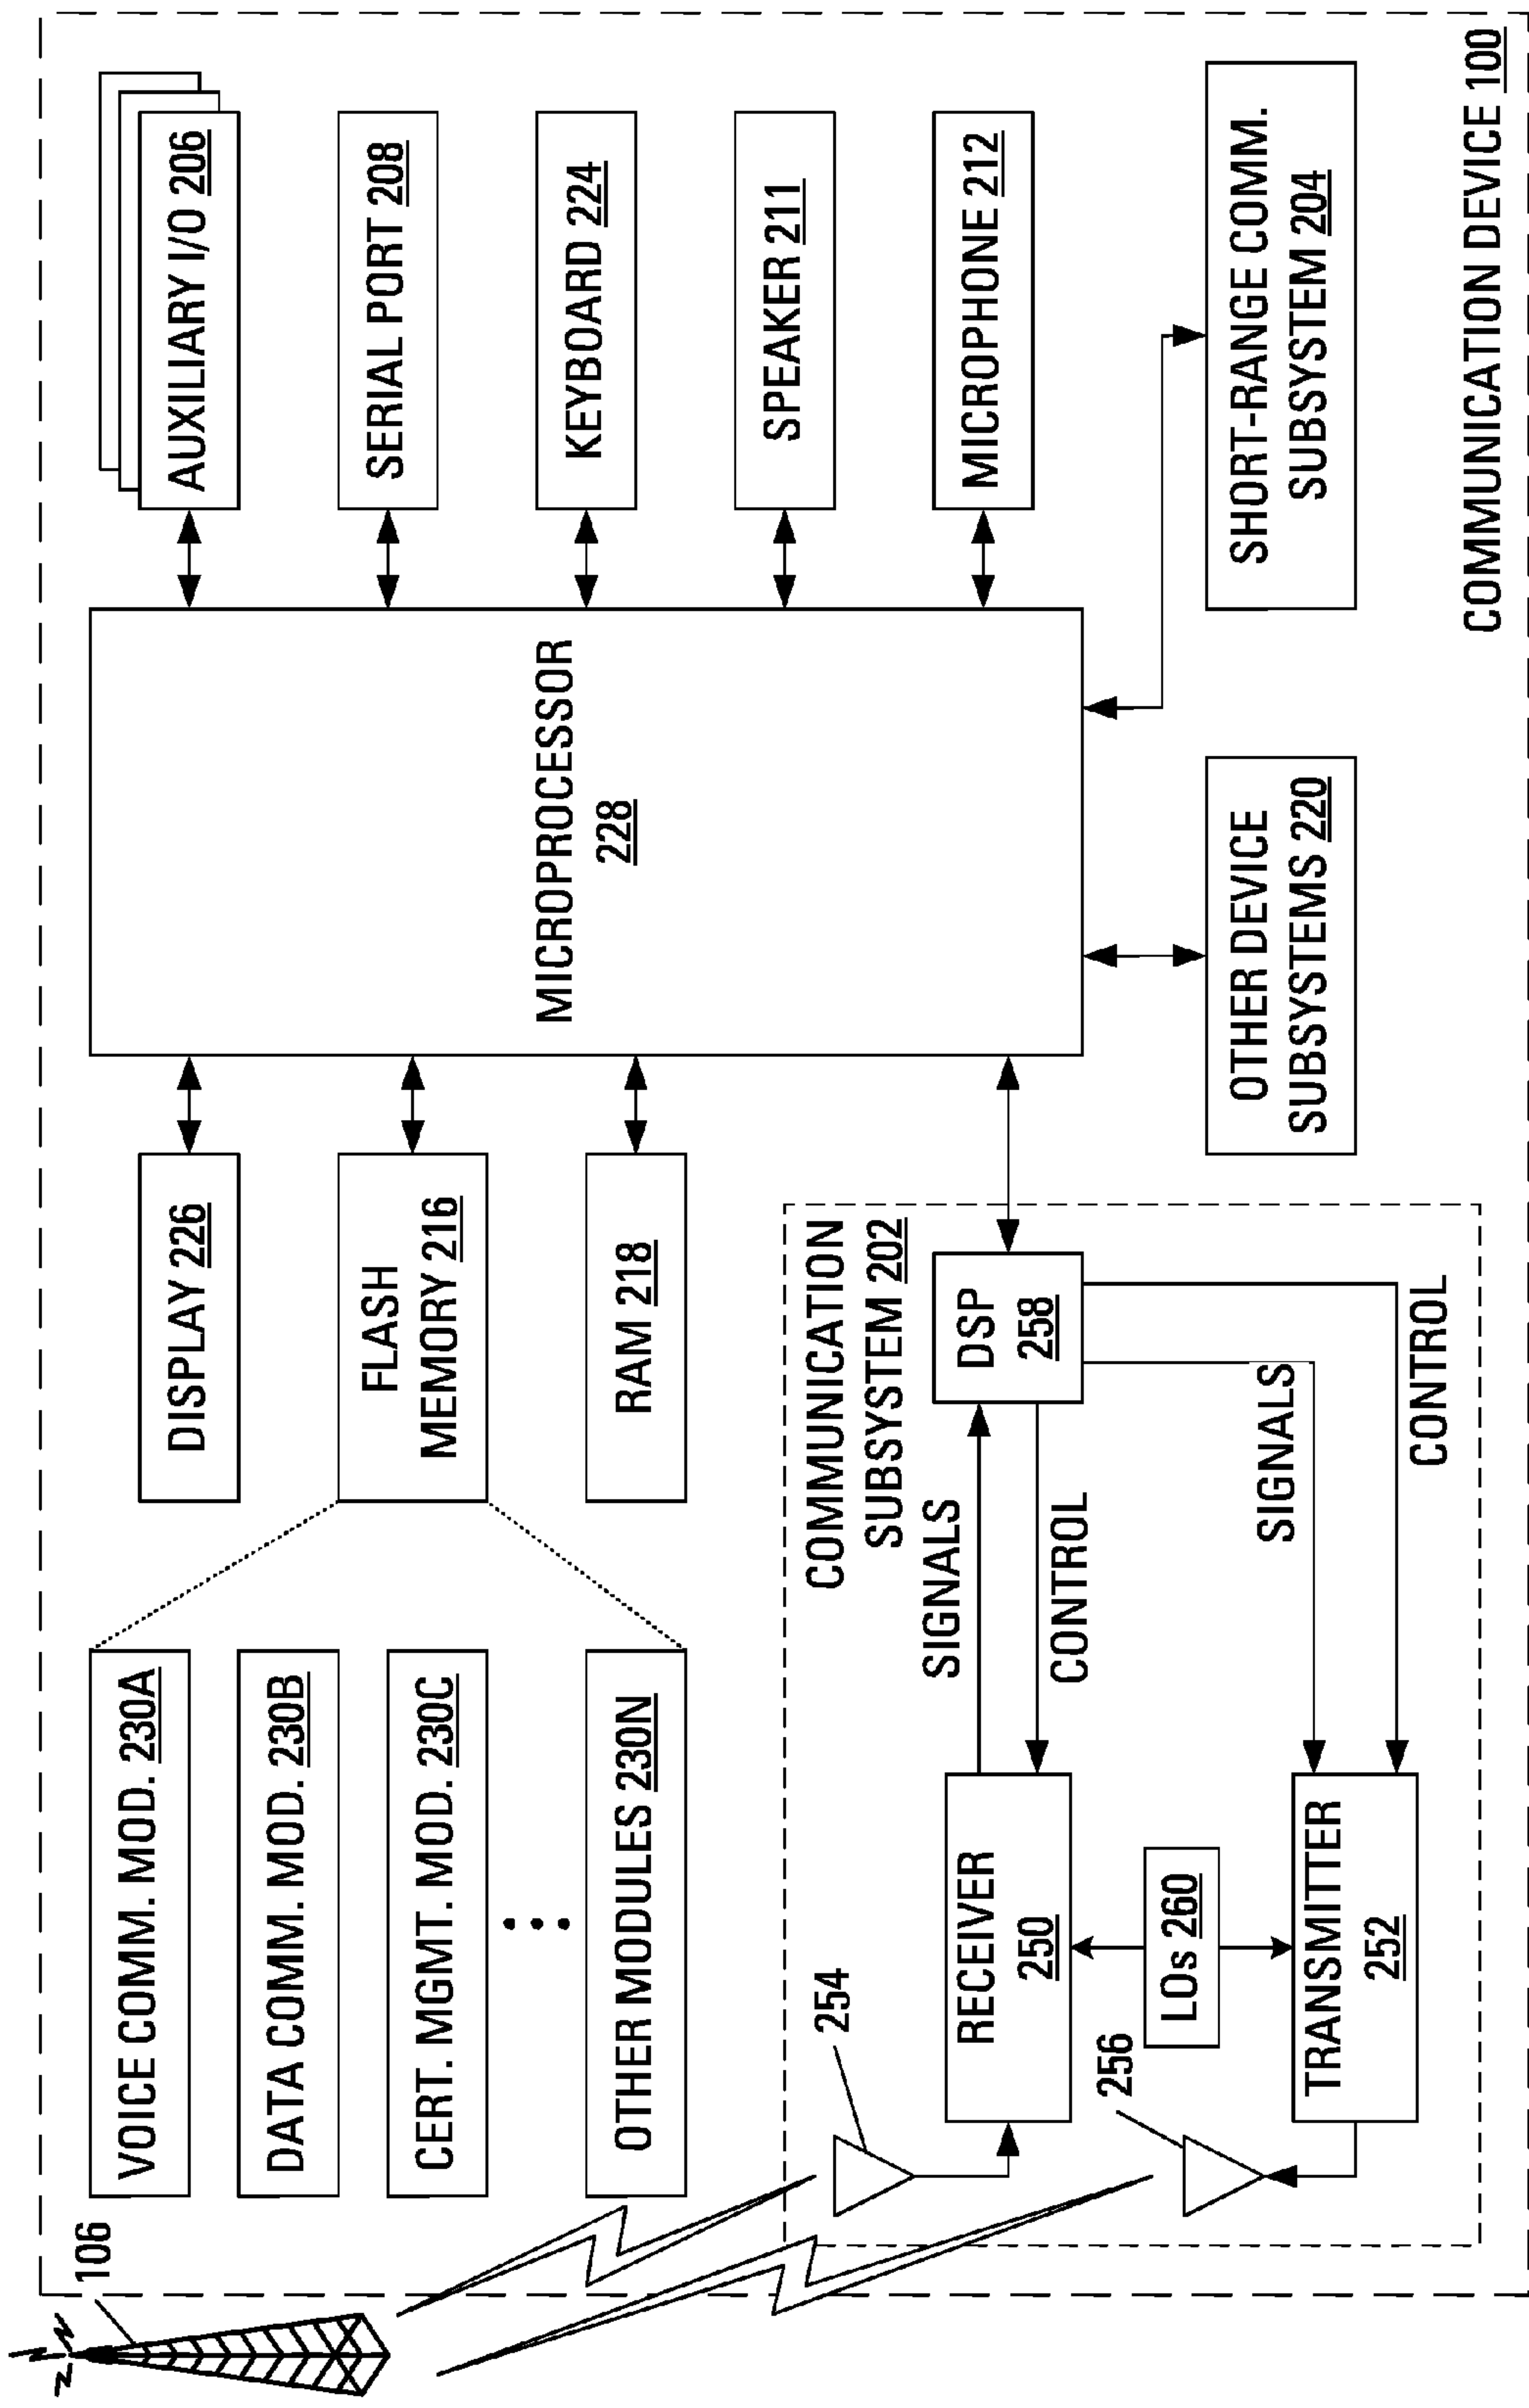 106
VOICE COMM. MOD. 230A
DATA COMM. MOD. 230B
CERT. MGMT. MOD. 230C
OTHER MODULES 230N
DISPLAY 226
FLASH
MEMORY 216
RAM 218
MICROPROCESSOR
228
AUXILIARY I/O 206
SERIAL PORT 208
KEYBOARD 224
SPEAKER 211
MICROPHONE 212
COMMUNICATION
SUBSYSTEM 202
254
RECEIVER
250
SIGNALS
CONTROL
DSP
258
256
LOs 260
TRANSMITTER
252
SIGNALS
CONTROL
OTHER DEVICE
SUBSYSTEMS 220
SHORT-RANGE COMM.
SUBSYSTEM 204
COMMUNICATION DEVICE 100